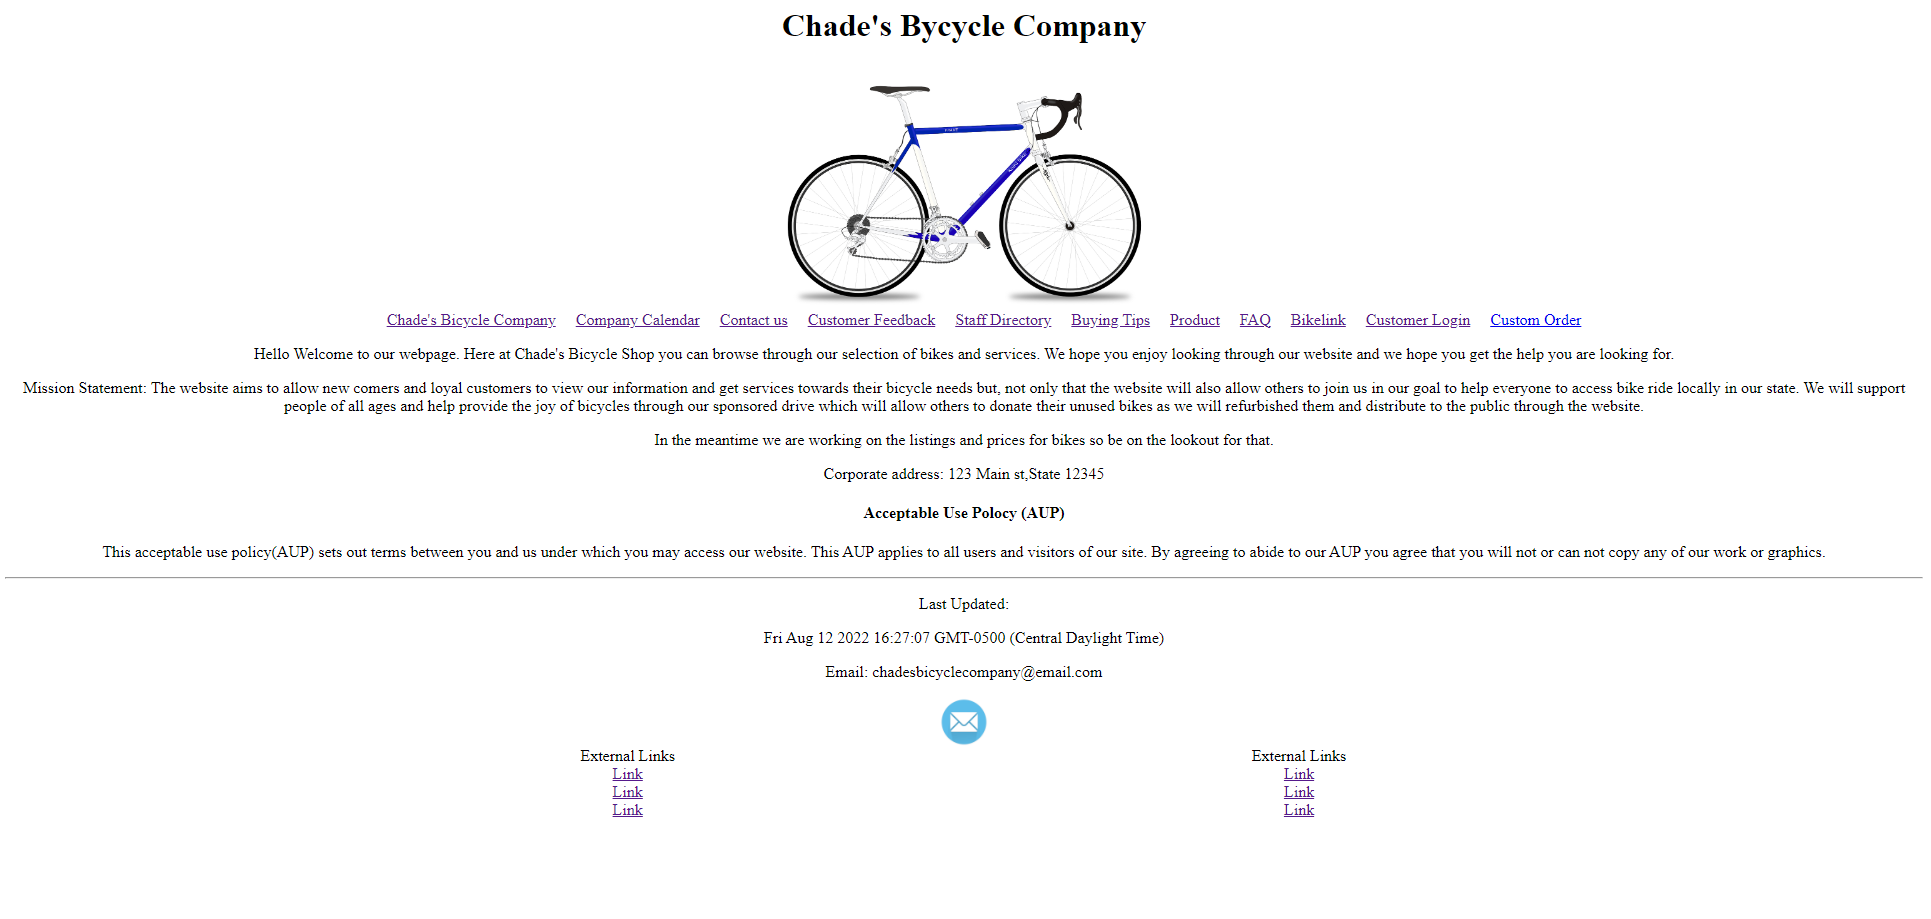 Chade's Bycycle Company
Chade's Bicycle Company Company Calendar Contact us Customer Feedback Staff Directory Buying Tips Product FAQ Bikelink Customer Login Custom Order
Hello Welcome to our webpage. Here at Chade's Bicycle Shop you can browse through our selection of bikes and services. We hope you enjoy looking through our website and we hope you get the help you are looking for.
Mission Statement: The website aims to allow new comers and loyal customers to view our information and get services towards their bicycle needs but, not only that the website will also allow others to join us in our goal to help everyone to access bike ride locally in our state. We will support
people of all ages and help provide the joy of bicycles through our sponsored drive which will allow others to donate their unused bikes as we will refurbished them and distribute to the public through the website.
In the meantime we are working on the listings and prices for bikes so be on the lookout for that.
Corporate address: 123 Main st,State 12345
Acceptable Use Polocy (AUP)
This acceptable use policy(AUP) sets out terms between you and us under which you may access our website. This AUP applies to all users and visitors of our site. By agreeing to abide to our AUP you agree that you will not or can not copy any of our work or graphics.
Last Updated:
Fri Aug 12 2022 16:27:07 GMT-0500 (Central Daylight Time)
Email: chadesbicyclecompany@email.com
External Links
Link
Link
Link
External Links
Link
Link
Link